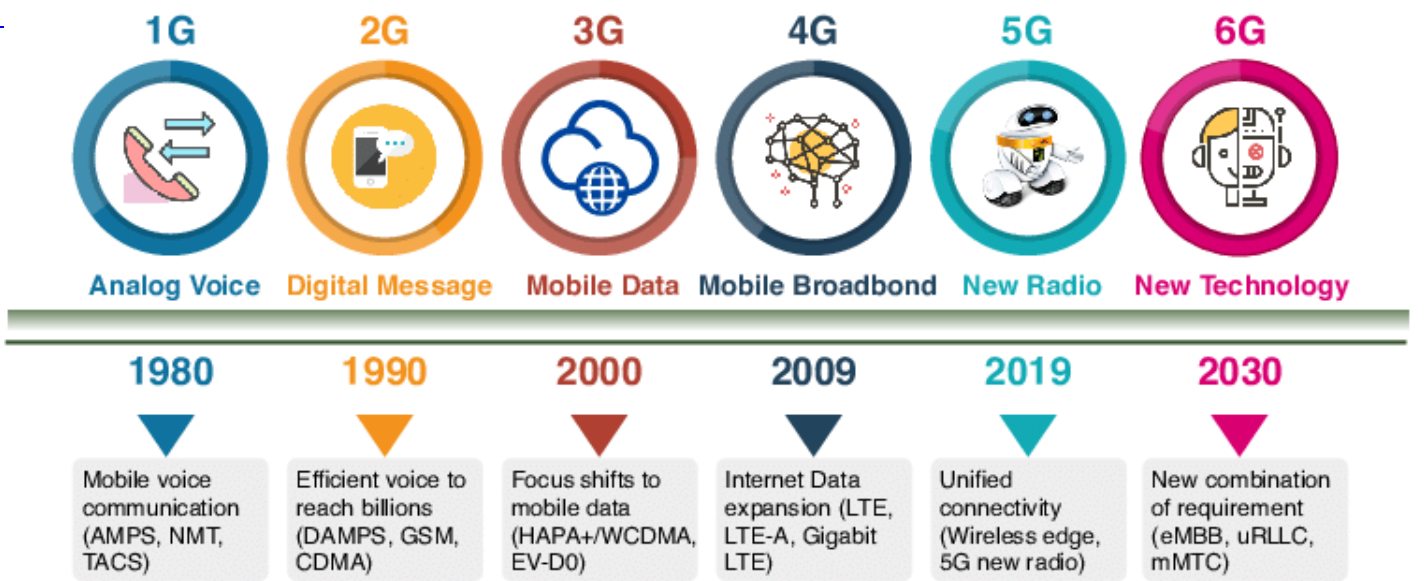 1G 2G 3G 4G 5G 6G
Analog Voice Digital Message Mobile Data Mobile Broadbond New Radio New Technology
1980 1990 2000 2009 2019 2030
Mobile voice
communication
(AMPS, NMT,
TACS)
Efficient voice to
reach billions
(DAMPS, GSM,
CDMA)
Focus shifts to
mobile data
(HAPA+/WCDMA,
EV-D0)
Internet Data
expansion (LTE,
LTE-A, Gigabit
LTE)
Unified
connectivity
(Wireless edge,
5G new radio)
New combination
of requirement
(eMBB, uRLLC,
mMTC)